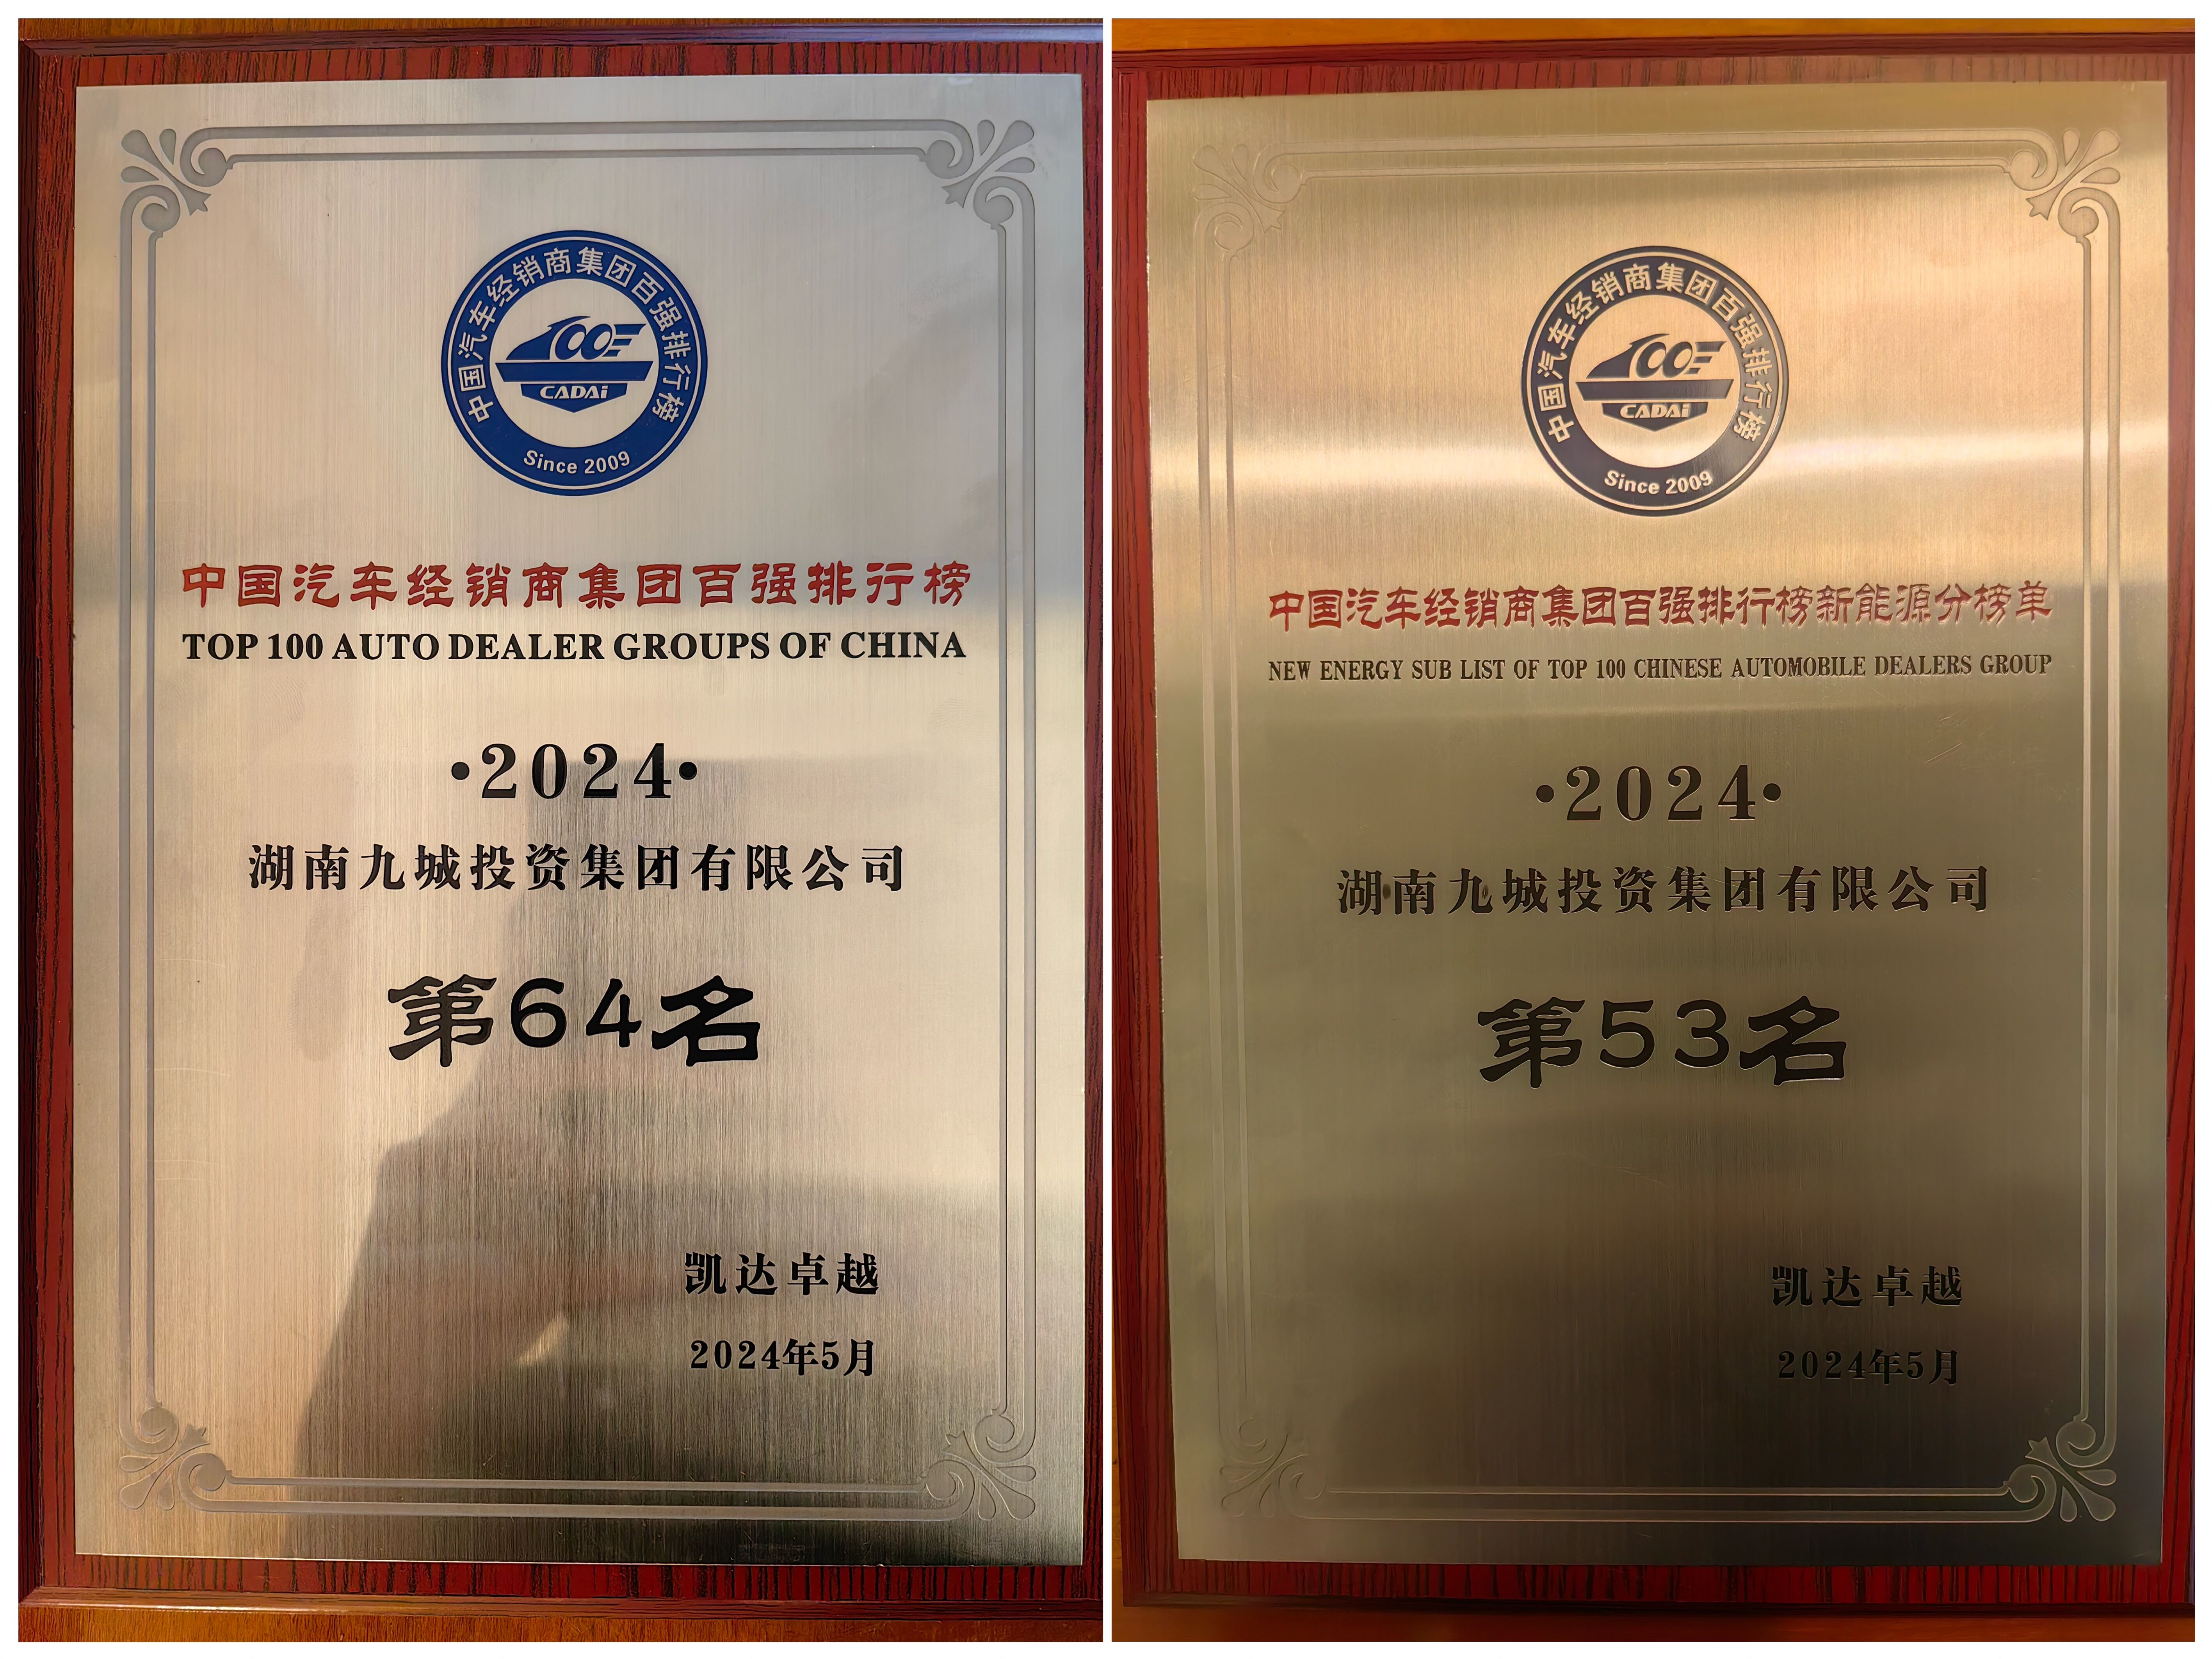 中国汽车经销商集团百强排行榜
CADAi
Since 2009
中国汽车经销商集团百强排行榜
TOP 100 AUTO DEALER GROUPS OF CHINA
·2024·
湖南九城投资集团有限公司
第64名
凯达卓越
2024年5月
中国汽车经销商集团百强排行榜
CADAi
Since 2009
中国汽车经销商集团百强排行榜新能源分榜单
NEW ENERGY SUB LIST OF TOP 100 CHINESE AUTOMOBILE DEALERS GROUP
·2024·
湖南九城投资集团有限公司
第53名
凯达卓越
2024年5月